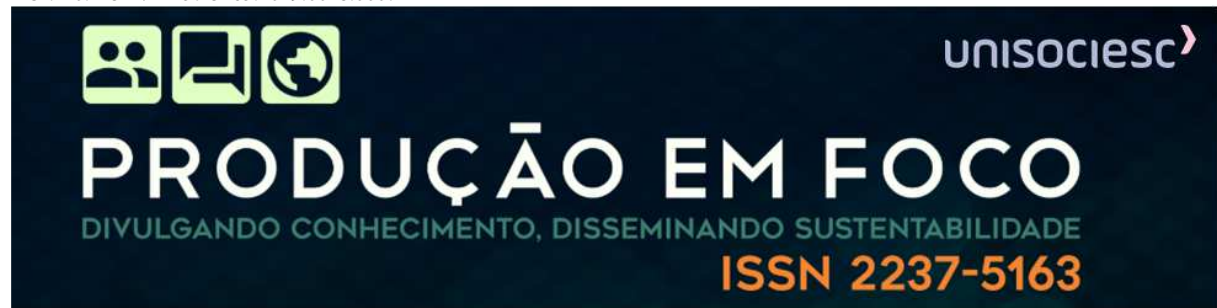 unisociesc
PRODUÇÃO EM FOCO
DIVULGANDO CONHECIMENTO, DISSEMINANDO SUSTENTABILIDADE
ISSN 2237-5163